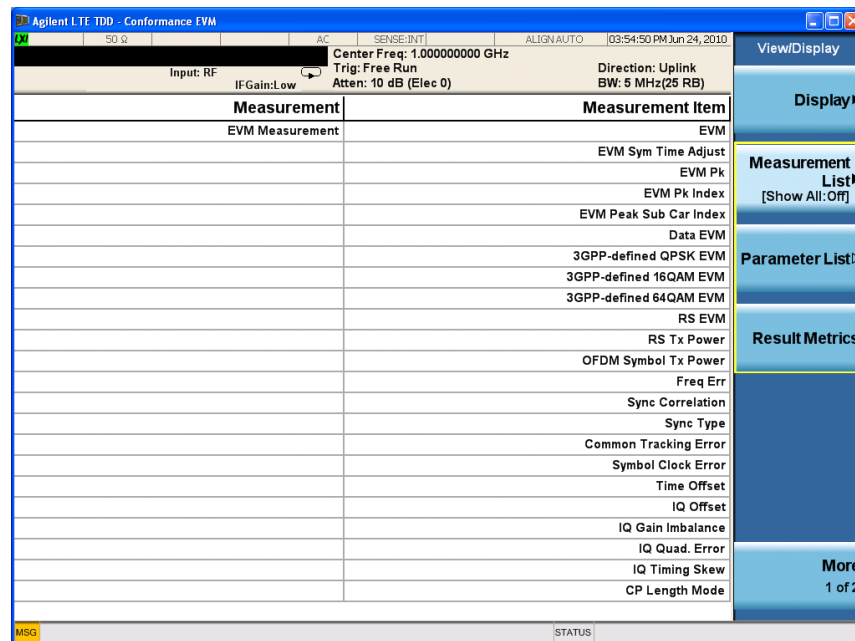 Agilent LTE TDD - Conformance EVM
LXI 50 Ω AC SENSE:INT ALIGN AUTO 03:54:50 PM Jun 24, 2010
Center Freq: 1.000000000 GHz
Input: RF Trig: Free Run Direction: Uplink
IFGain:Low Atten: 10 dB (Elec 0) BW: 5 MHz(25 RB)
Measurement Measurement Item
EVM Measurement EVM
EVM Sym Time Adjust
EVM Pk
EVM Pk Index
EVM Peak Sub Car Index
Data EVM
3GPP-defined QPSK EVM
3GPP-defined 16QAM EVM
3GPP-defined 64QAM EVM
RS EVM
RS Tx Power
OFDM Symbol Tx Power
Freq Err
Sync Correlation
Sync Type
Common Tracking Error
Symbol Clock Error
Time Offset
IQ Offset
IQ Gain Imbalance
IQ Quad. Error
IQ Timing Skew
CP Length Mode
View/Display
Display
Measurement
List
[Show All:Off]
Parameter List
Result Metrics
More
1 of 2
MSG STATUS